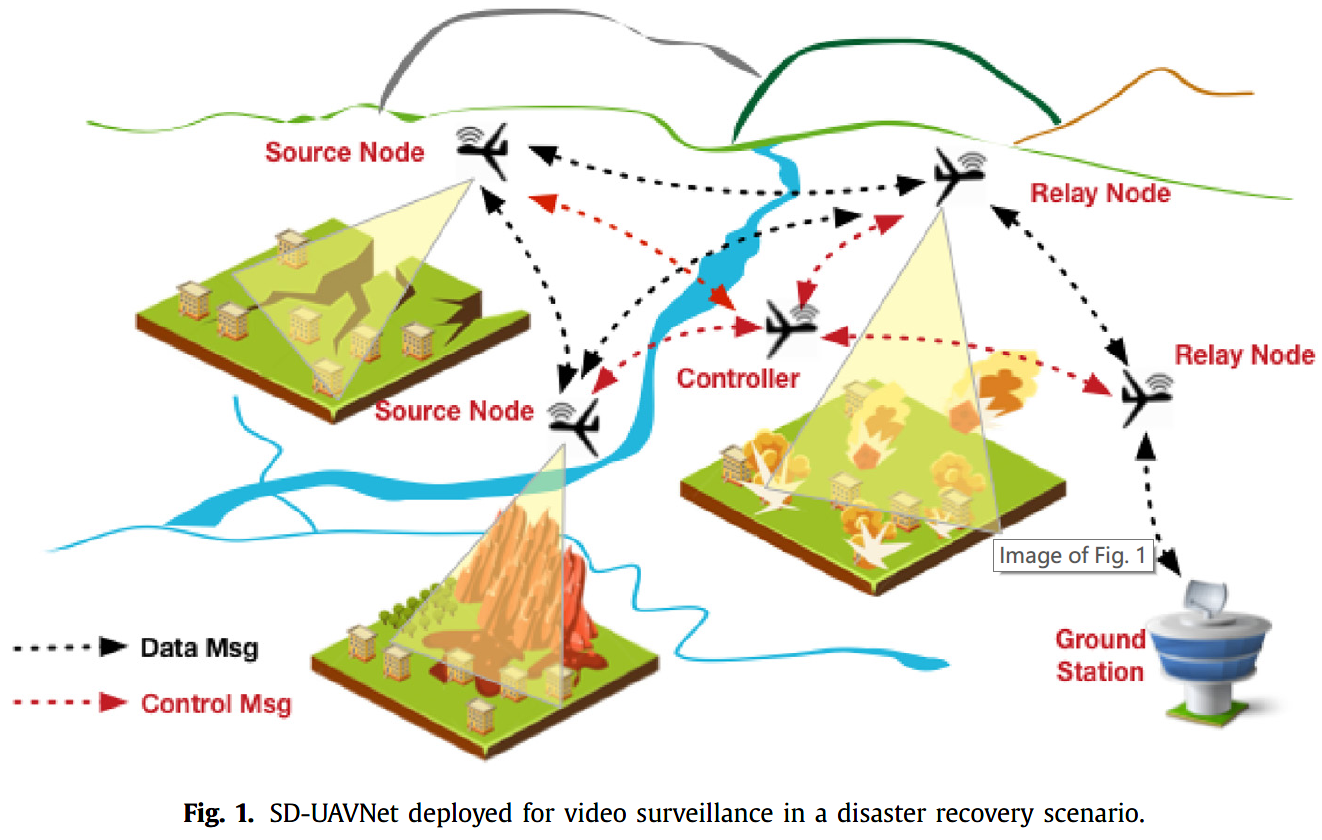 Source Node
Relay Node
Relay Node
Controller
Source Node
Image of Fig. 1
Ground
Station
Data Msg
Control Msg
Fig. 1. SD-UAVNet deployed for video surveillance in a disaster recovery scenario.